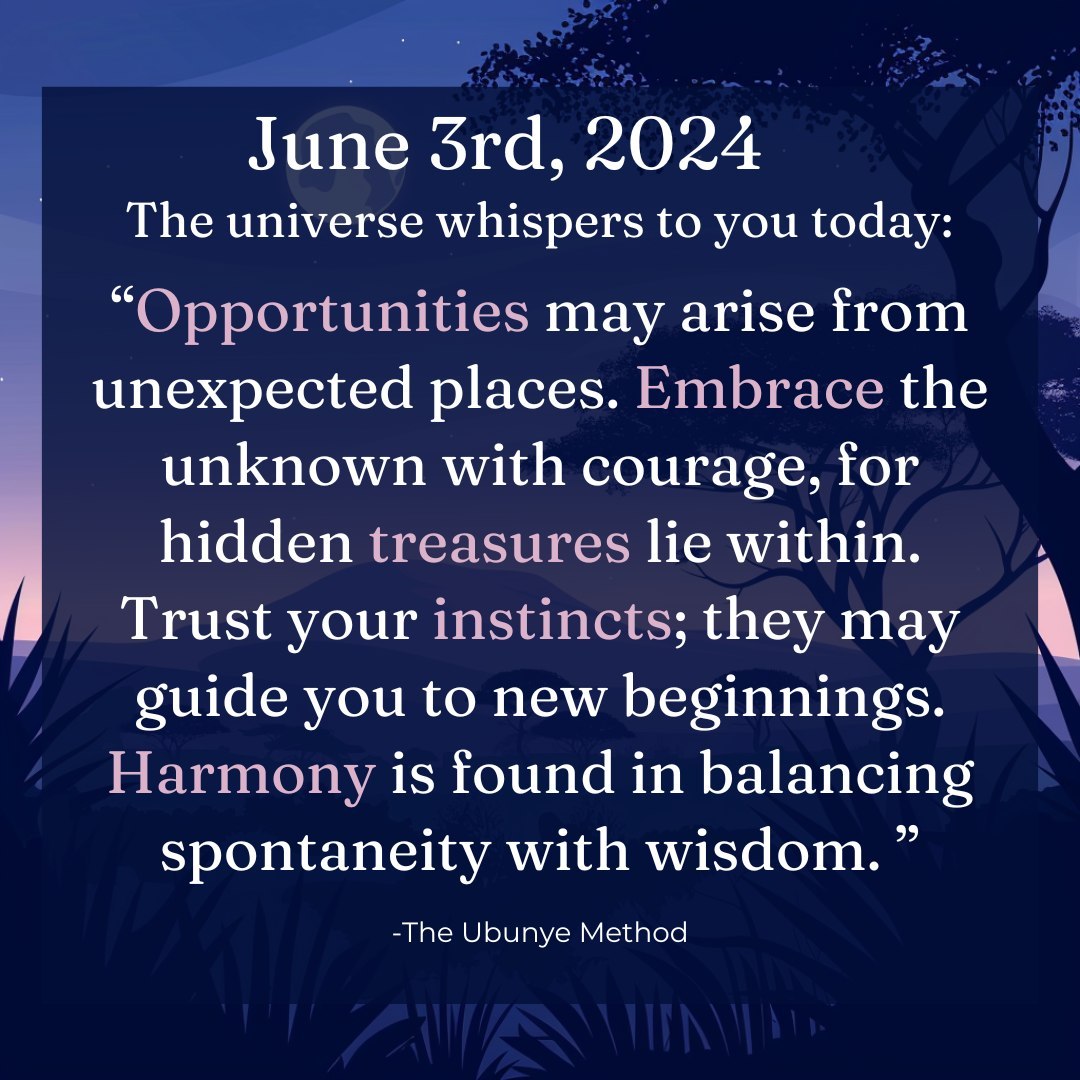 June 3rd, 2024
The universe whispers to you today:
“Opportunities may arise from
unexpected places. Embrace the
unknown with courage, for
hidden treasures lie within.
Trust your instincts; they may
guide you to new beginnings.
Harmony is found in balancing
spontaneity with wisdom. ”
-The Ubunye Method